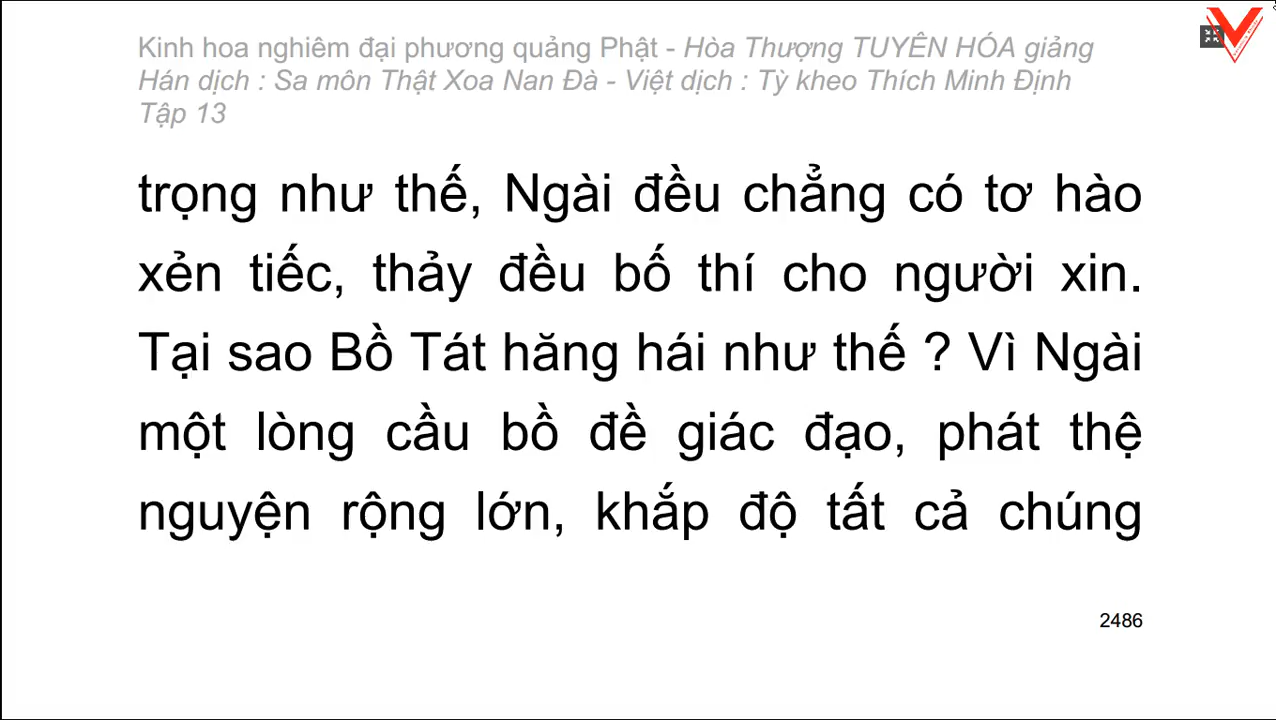 Kinh hoa nghiêm đại phương quảng Phật - Hòa Thượng TUYÊN HÓA giảng
Hán dịch : Sa môn Thật Xoa Nan Đà - Việt dịch : Tỳ kheo Thích Minh Định
Tập 13
trọng như thế, Ngài đều chẳng có tơ hào
xẻn tiếc, thảy đều bố thí cho người xin.
Tại sao Bồ Tát hăng hái như thế ? Vì Ngài
một lòng cầu bồ đề giác đạo, phát thệ
nguyện rộng lớn, khắp độ tất cả chúng
2486